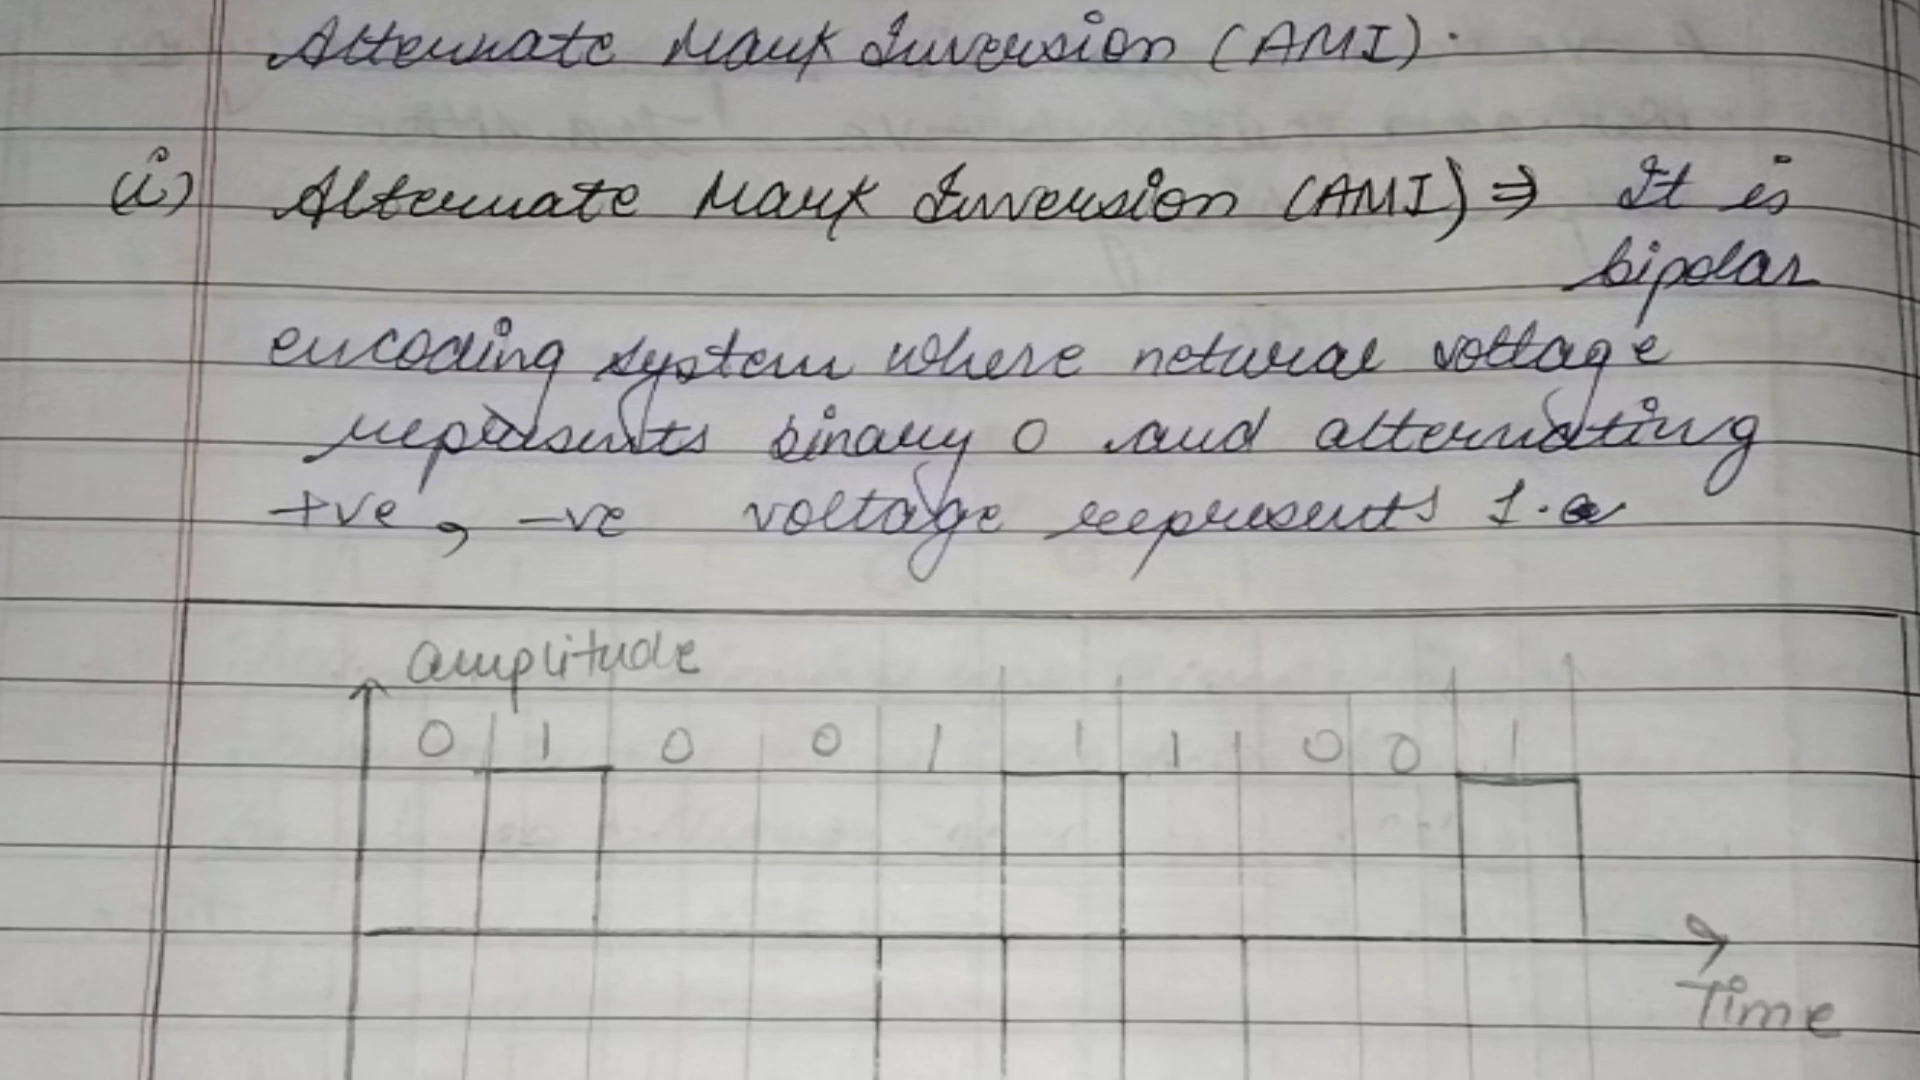 Alternate Mark Inversion (AMI).
(i) Alternate Mark Inversion (AMI) ⇒ It is
bipolar
encoding system where netural voltage
represents binary 0 and alternating
+ve, -ve voltage represents 1.
amplitude
0 1 0 0 1 1 1 0 0 1
Time